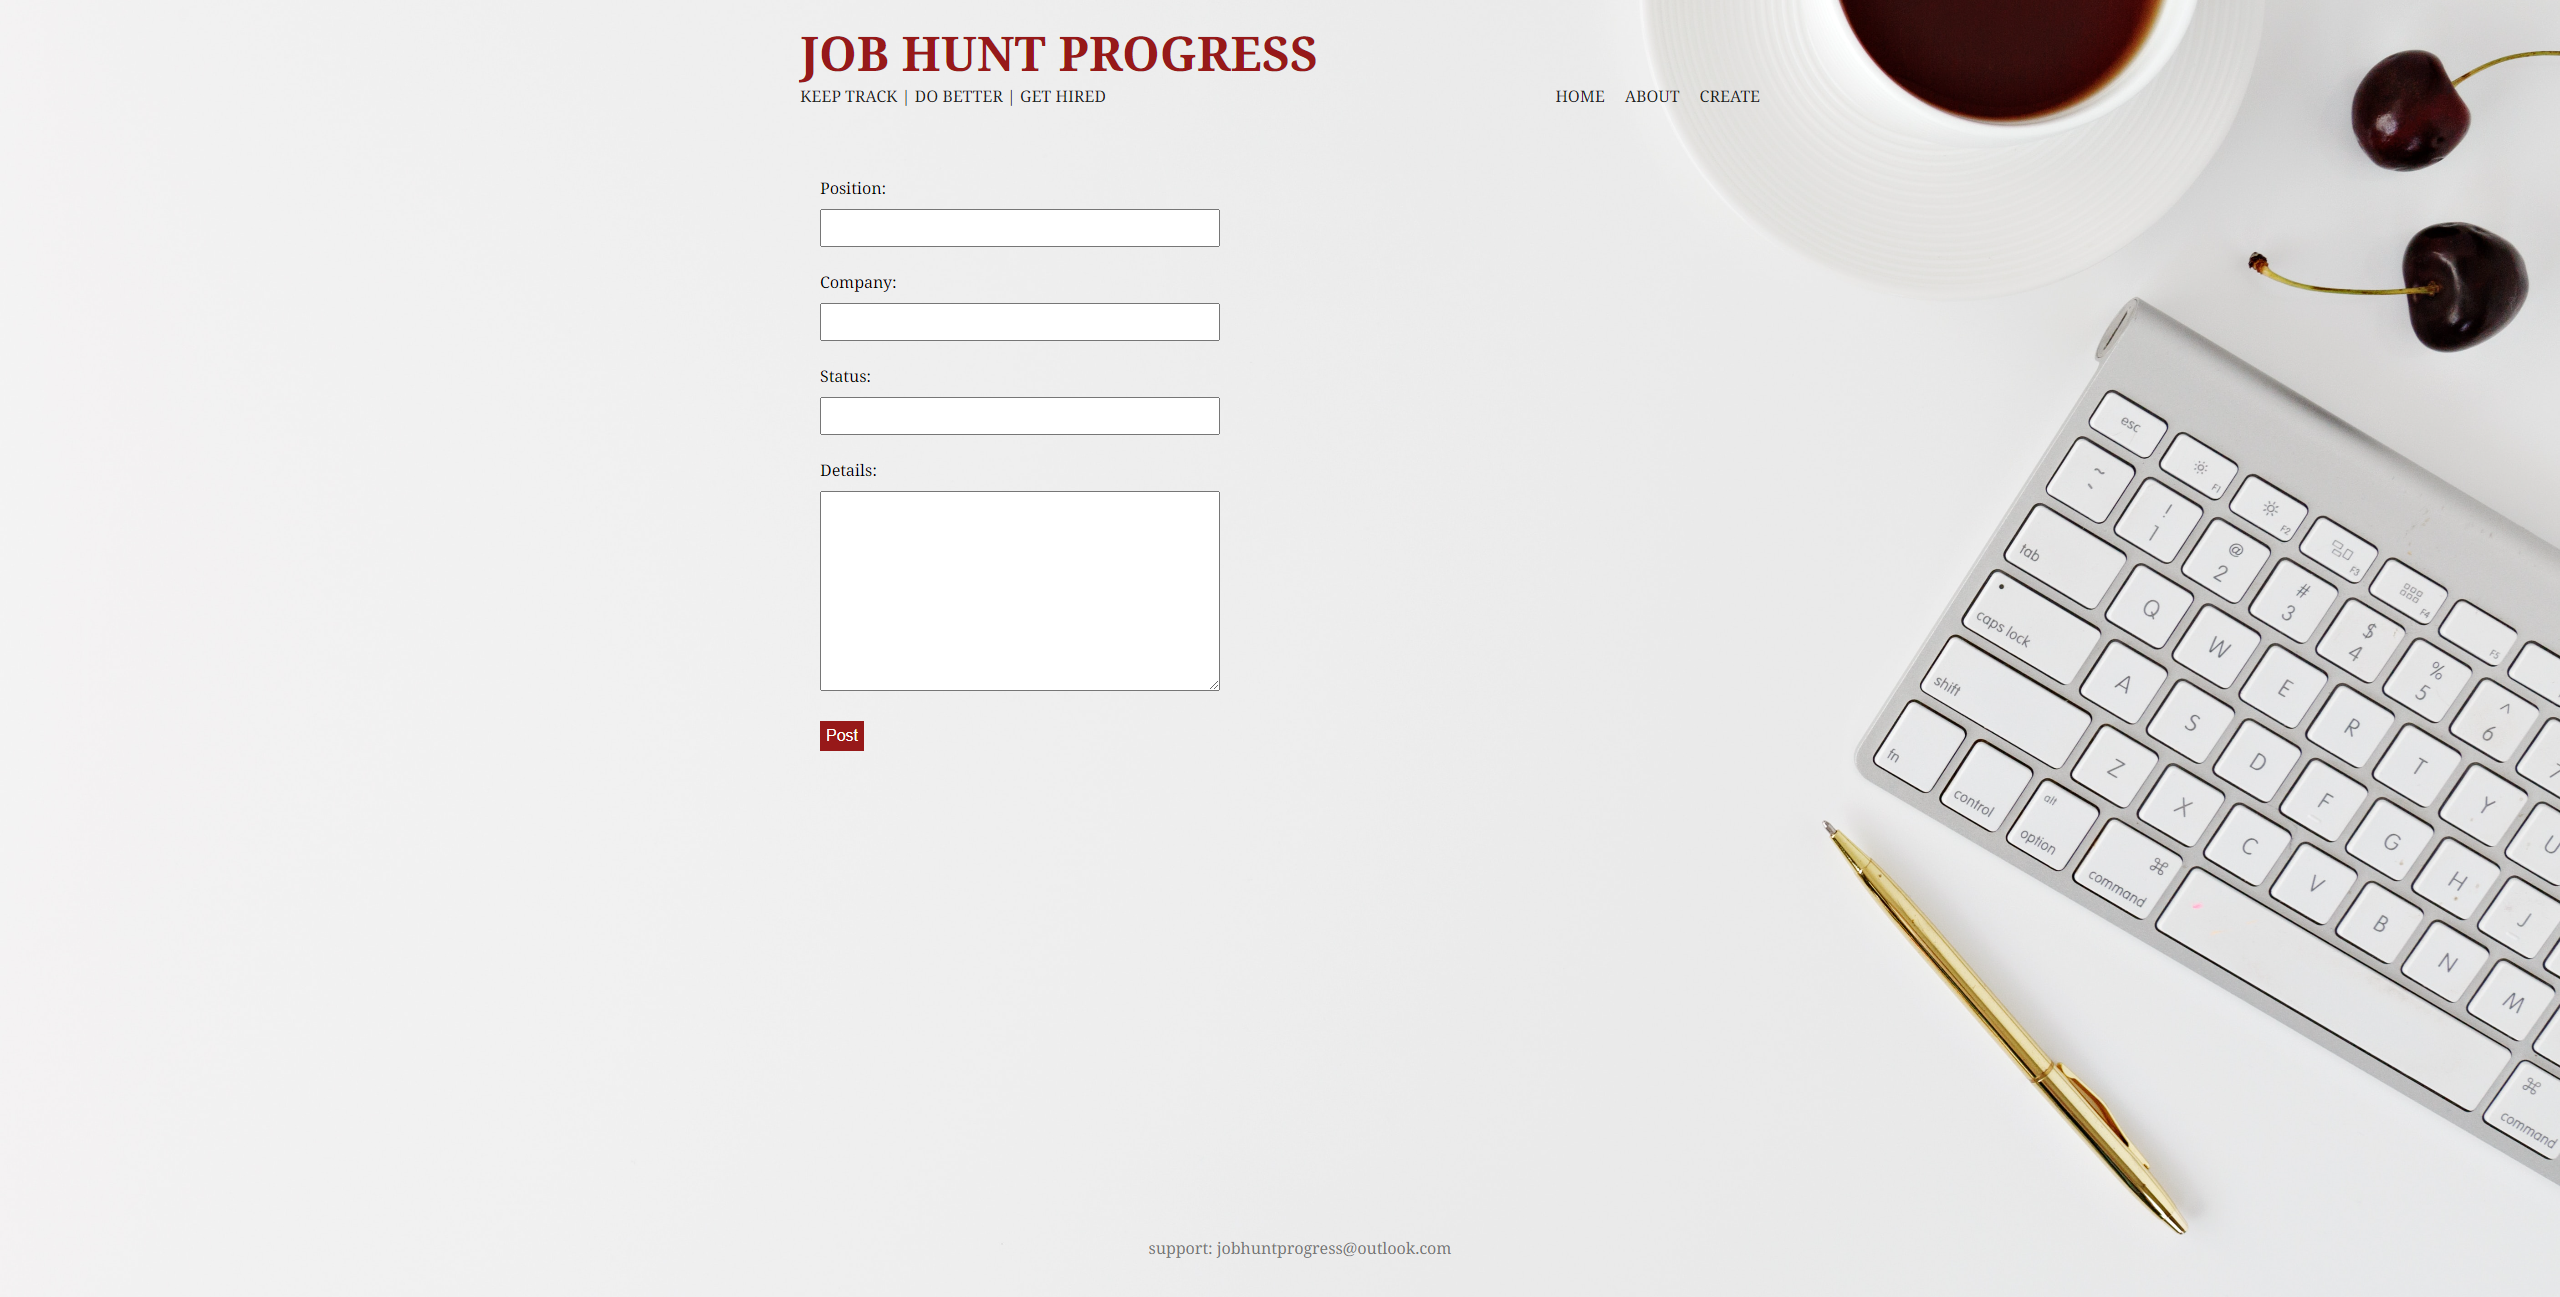 JOB HUNT PROGRESS
KEEP TRACK | DO BETTER | GET HIRED
HOME ABOUT CREATE
Position:
Company:
Status:
Details:
Post
esc
F1
F2
F3
F4
F5
~ `
! 1
@ 2
# 3
$ 4
% 5
^ 6
7
tab
Q W E R T Y U
caps lock
A S D F G H J
shift
Z X C V B N M
fn
control
alt option
⌘ command
⌘ command
support: jobhuntprogress@outlook.com